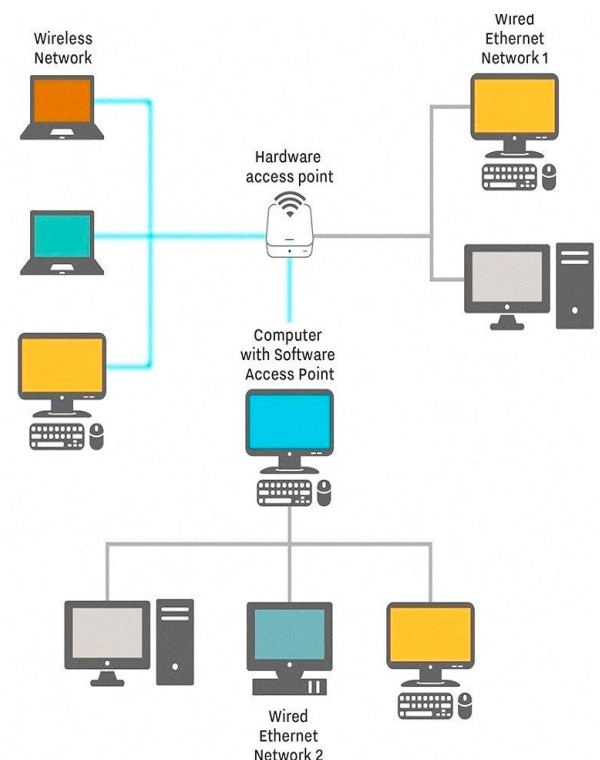 Wireless
Network
Wired
Ethernet
Network 1
Hardware
access point
Computer
with Software
Access Point
Wired
Ethernet
Network 2